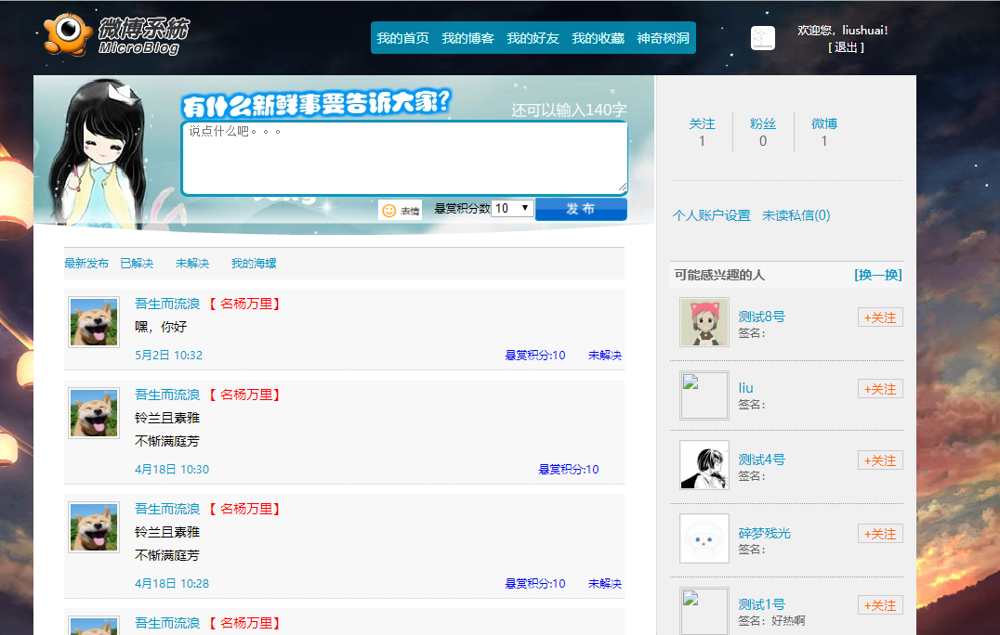 微博系統
MicroBlog
我的首页 我的博客 我的好友 我的收藏 神奇树洞
欢迎您，liushuai！
[ 退出 ]
有什么新鲜事要告诉大家?
还可以输入140字
说点什么吧。。。
表情 悬赏积分数 10 发 布
最新发布 已解决 未解决 我的海螺
吾生而流浪 【 名杨万里】
嘿，你好
5月2日 10:32 悬赏积分:10 未解决
吾生而流浪 【 名杨万里】
铃兰且素雅
不惭满庭芳
4月18日 10:30 悬赏积分:10
吾生而流浪 【 名杨万里】
铃兰且素雅
不惭满庭芳
4月18日 10:28 悬赏积分:10 未解决
吾生而流浪 【 名杨万里】
关注 粉丝 微博
1 0 1
个人账户设置 未读私信(0)
可能感兴趣的人 [换一换]
测试8号 +关注
签名：
liu +关注
签名：
测试4号 +关注
签名：
碎梦残光 +关注
签名：
测试1号 +关注
签名：好热啊